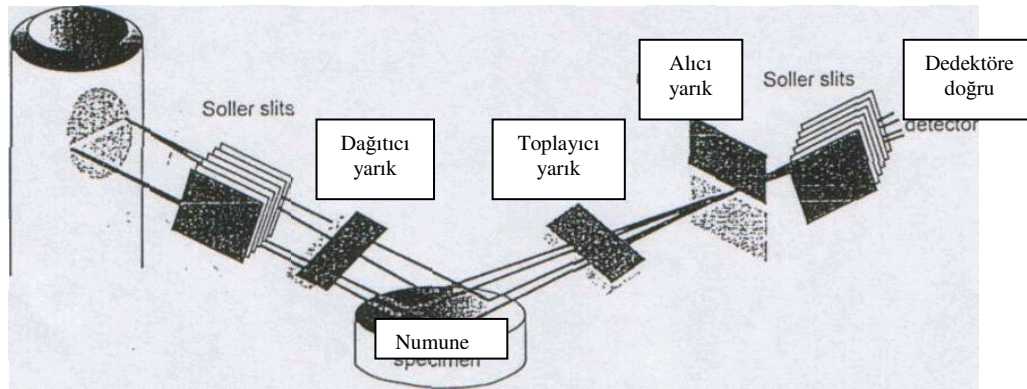 Alıcı
yarık
Soller slits
Dedektöre
doğru
detector
Soller slits
Dağıtıcı
yarık
Toplayıcı
yarık
Numune
specimen